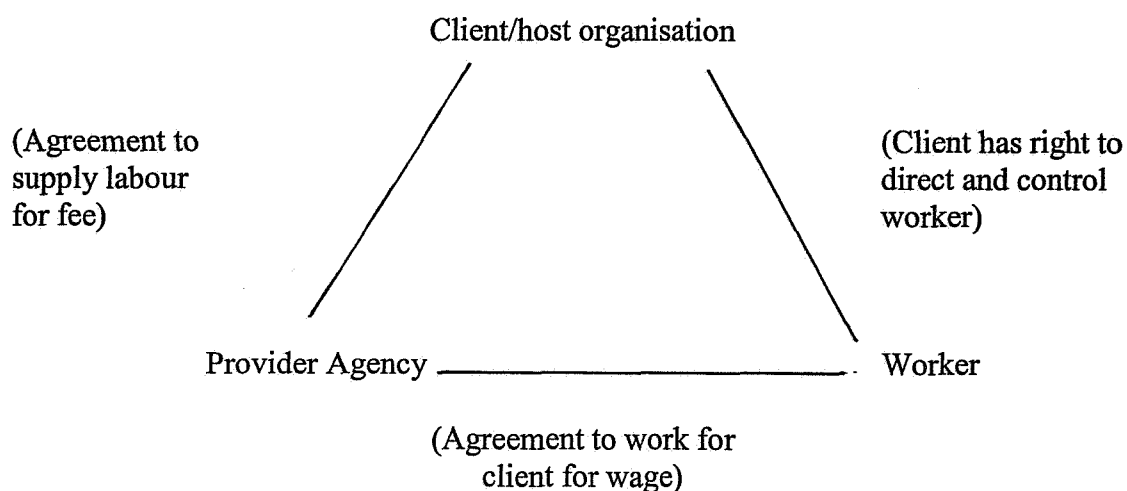 Client/host organisation
(Agreement to
supply labour
for fee)
(Client has right to
direct and control
worker)
Provider Agency
Worker
(Agreement to work for
client for wage)